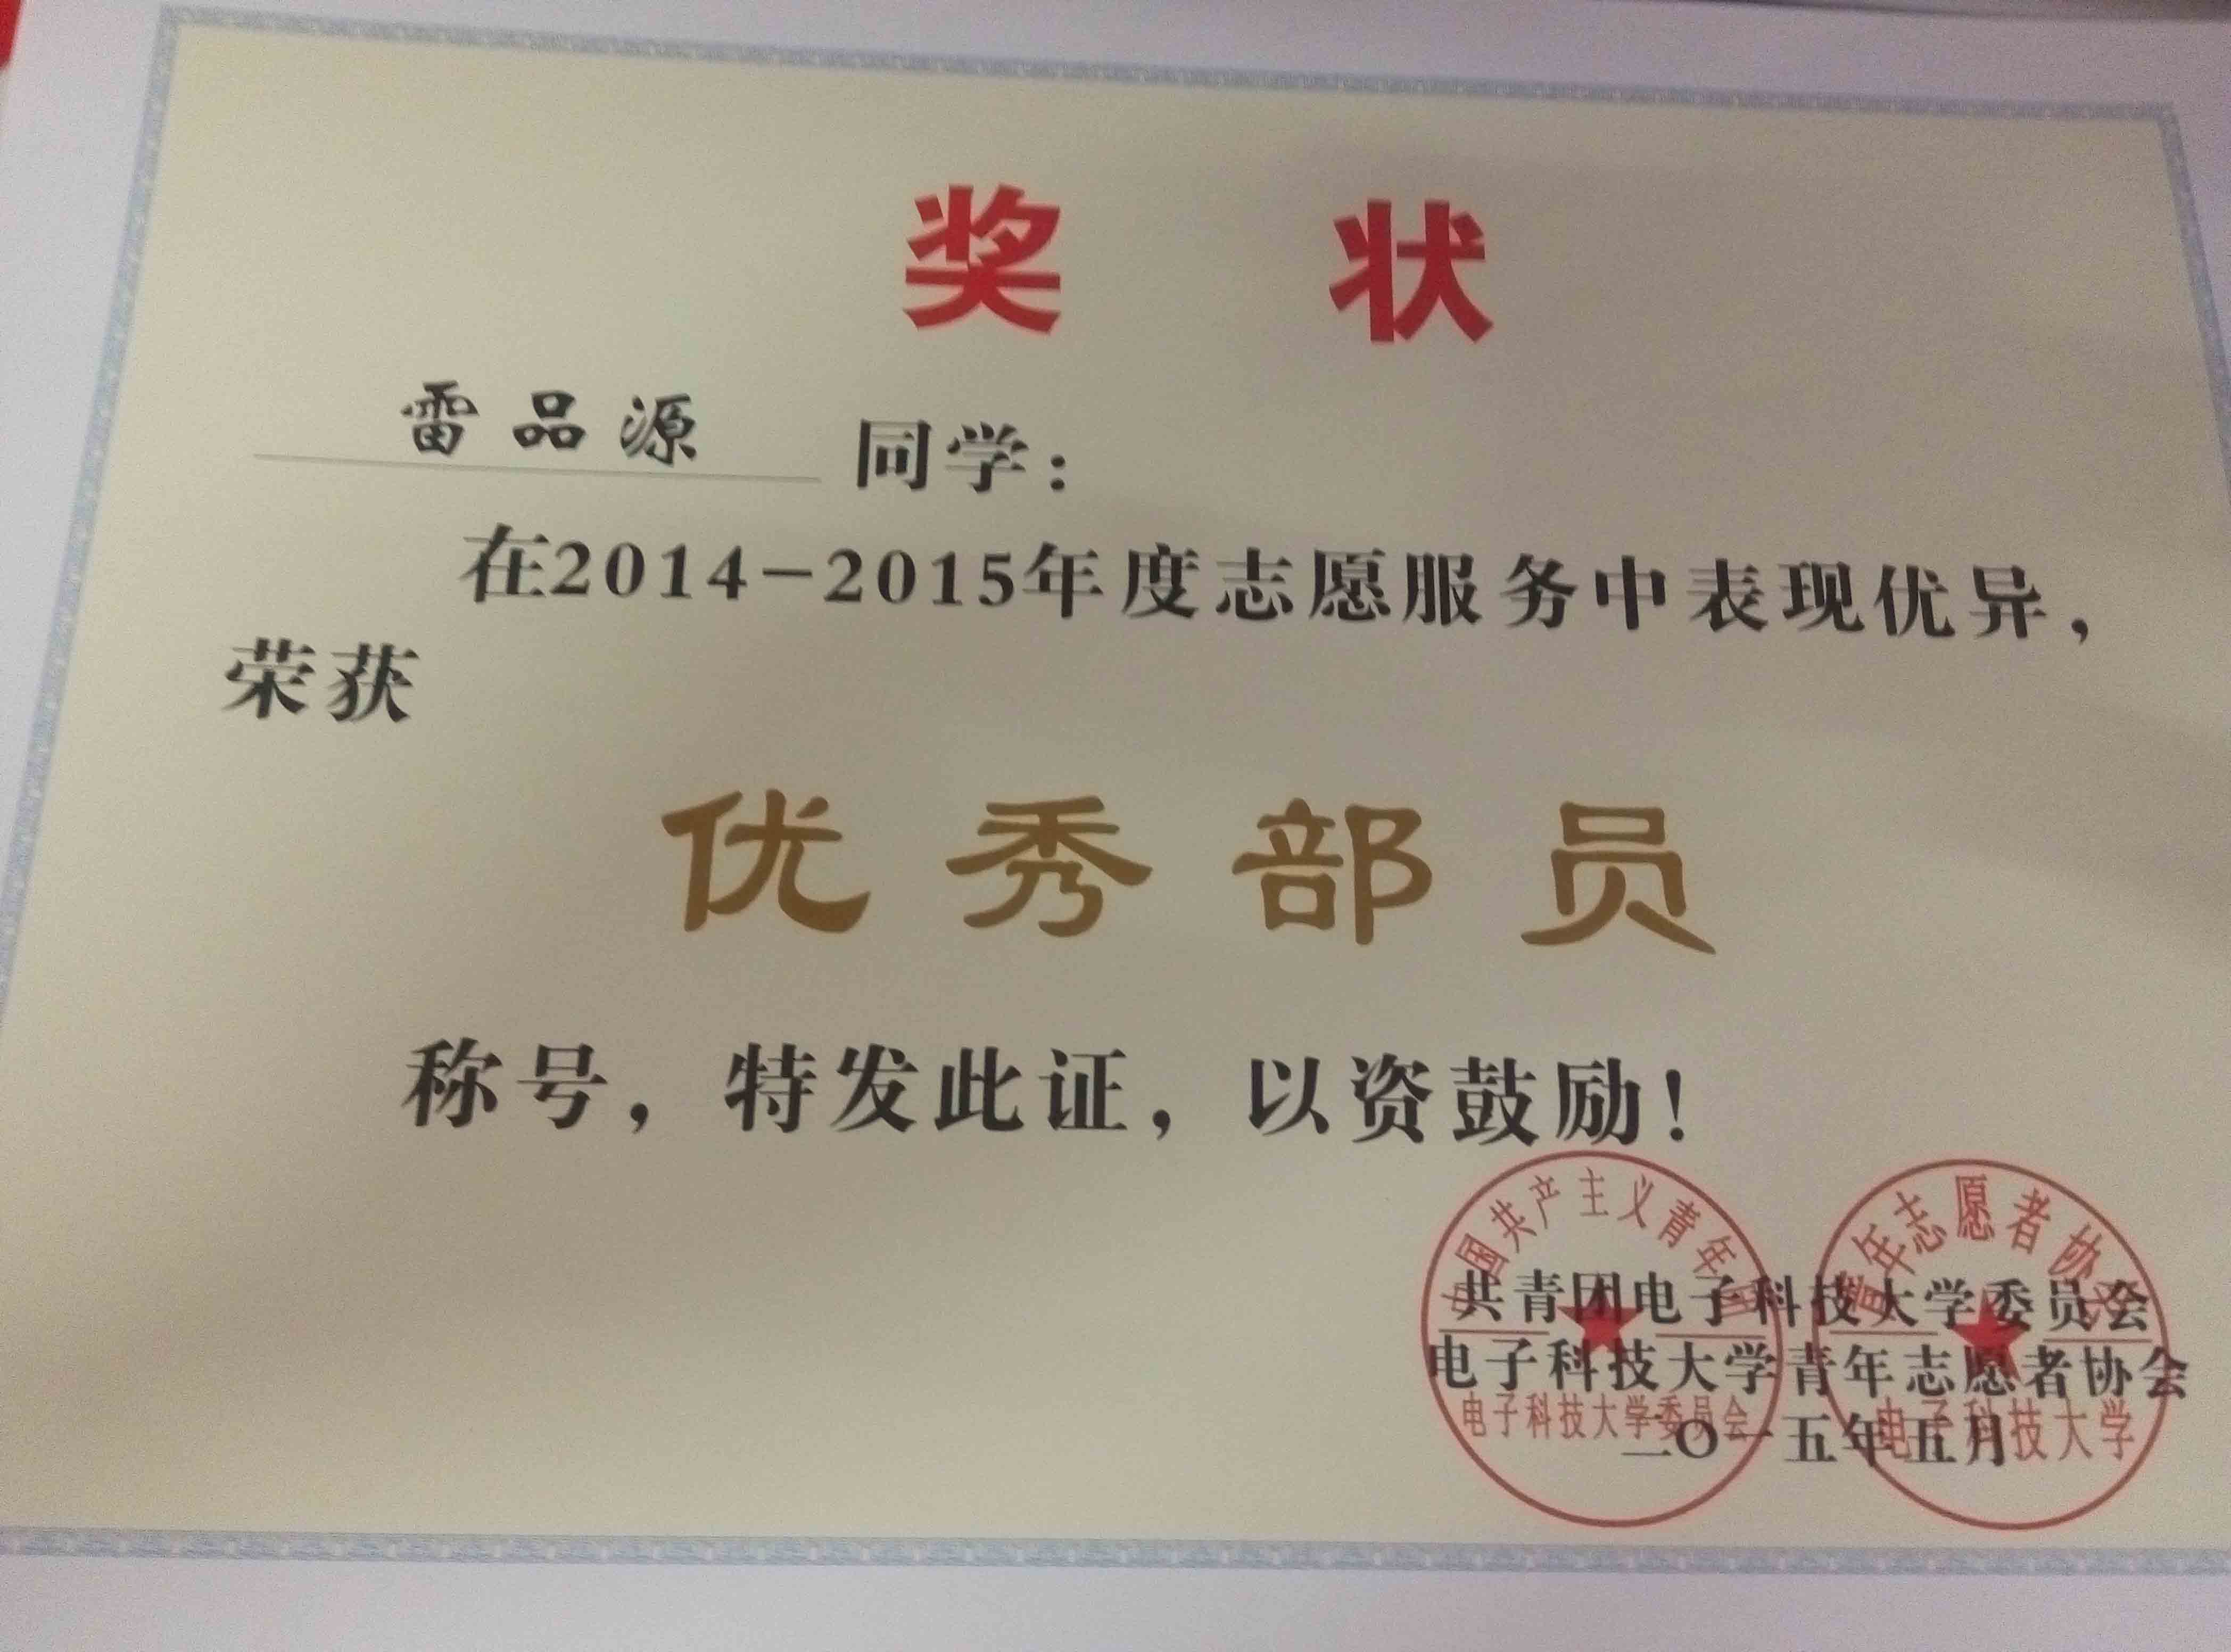 奖状
雷品源 同学：
在2014-2015年度志愿服务中表现优异，
荣获
优秀部员
称号，特发此证，以资鼓励！
共青团电子科技大学委员会
电子科技大学青年志愿者协会
二〇一五年五月
中国共产主义青年团
电子科技大学委员会
青年志愿者协会
电子科技大学